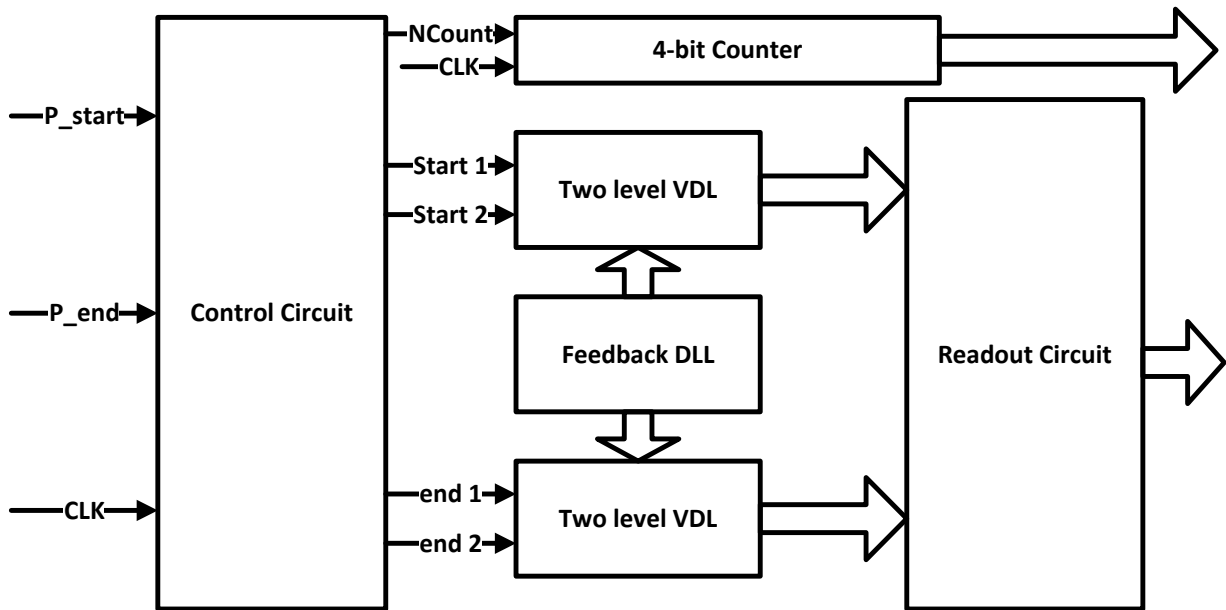 NCount
4-bit Counter
CLK
P_start
Start 1
Two level VDL
Start 2
P_end
Control Circuit
Feedback DLL
Readout Circuit
end 1
CLK
Two level VDL
end 2